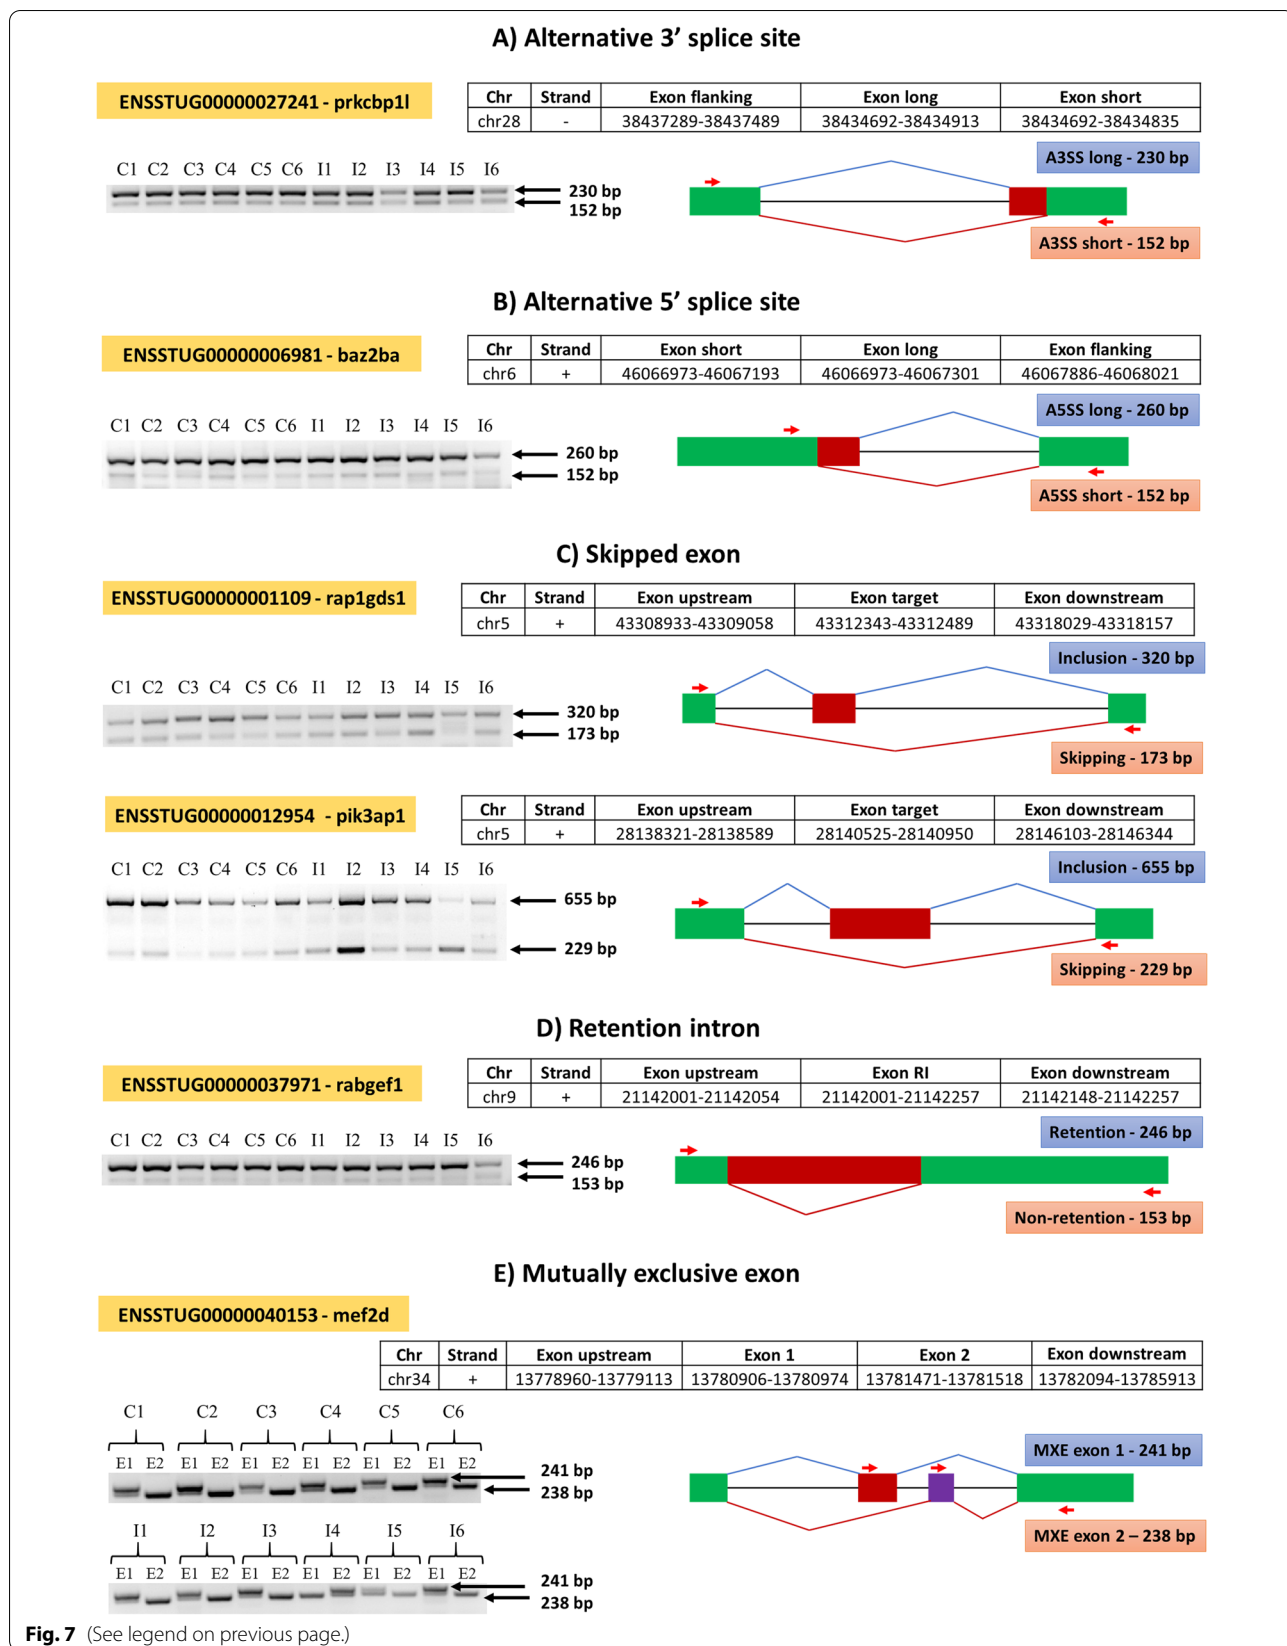 A) Alternative 3’ splice site
ENSSTUG00000027241 - prkcbp1l
Chr Strand Exon flanking Exon long Exon short
chr28 - 38437289-38437489 38434692-38434913 38434692-38434835
C1 C2 C3 C4 C5 C6 I1 I2 I3 I4 I5 I6
230 bp
152 bp
A3SS long - 230 bp
A3SS short - 152 bp
B) Alternative 5’ splice site
ENSSTUG00000006981 - baz2ba
Chr Strand Exon short Exon long Exon flanking
chr6 + 46066973-46067193 46066973-46067301 46067886-46068021
C1 C2 C3 C4 C5 C6 I1 I2 I3 I4 I5 I6
260 bp
152 bp
A5SS long - 260 bp
A5SS short - 152 bp
C) Skipped exon
ENSSTUG00000001109 - rap1gds1
Chr Strand Exon upstream Exon target Exon downstream
chr5 + 43308933-43309058 43312343-43312489 43318029-43318157
C1 C2 C3 C4 C5 C6 I1 I2 I3 I4 I5 I6
320 bp
173 bp
Inclusion - 320 bp
Skipping - 173 bp
ENSSTUG00000012954 - pik3ap1
Chr Strand Exon upstream Exon target Exon downstream
chr5 + 28138321-28138589 28140525-28140950 28146103-28146344
C1 C2 C3 C4 C5 C6 I1 I2 I3 I4 I5 I6
655 bp
229 bp
Inclusion - 655 bp
Skipping - 229 bp
D) Retention intron
ENSSTUG00000037971 - rabgef1
Chr Strand Exon upstream Exon RI Exon downstream
chr9 + 21142001-21142054 21142001-21142257 21142148-21142257
C1 C2 C3 C4 C5 C6 I1 I2 I3 I4 I5 I6
246 bp
153 bp
Retention - 246 bp
Non-retention - 153 bp
E) Mutually exclusive exon
ENSSTUG00000040153 - mef2d
Chr Strand Exon upstream Exon 1 Exon 2 Exon downstream
chr34 + 13778960-13779113 13780906-13780974 13781471-13781518 13782094-13785913
C1 C2 C3 C4 C5 C6
E1 E2 E1 E2 E1 E2 E1 E2 E1 E2 E1 E2
241 bp
238 bp
I1 I2 I3 I4 I5 I6
E1 E2 E1 E2 E1 E2 E1 E2 E1 E2 E1 E2
241 bp
238 bp
MXE exon 1 - 241 bp
MXE exon 2 – 238 bp
Fig. 7 (See legend on previous page.)